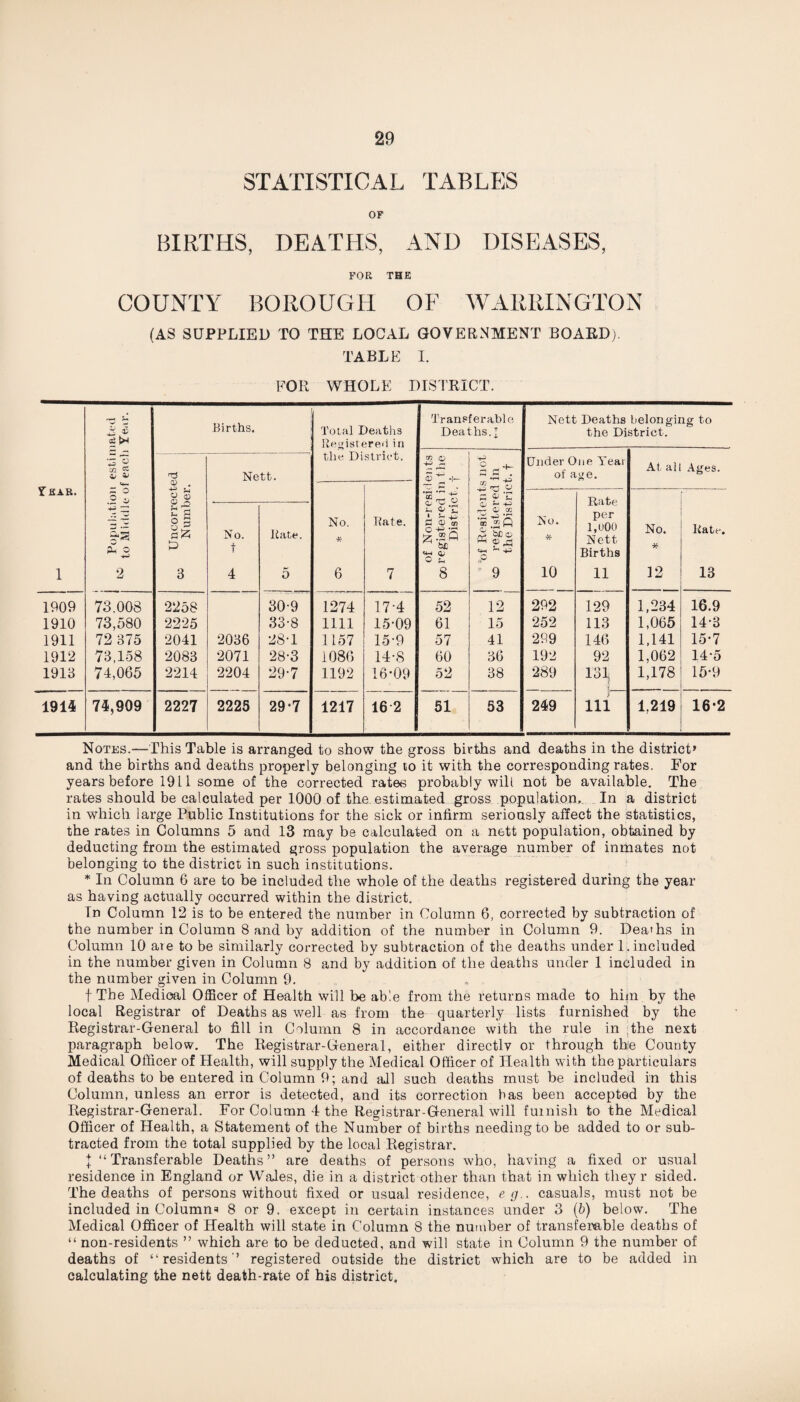 29
STATISTICAL TABLES
OF
BIRTHS, DEATHS, AND DISEASES,
FOR THE
COUNTY BOROUGH OF WARRINGTON
(AS SUPPLIED TO THE LOCAL GOVERNMENT BOARD).
TABLE I.
FOR WHOLE DISTRICT.
Year.
Population estimated to Middle of each Year.
Births.
Total Deaths Registered in the District.
Transferable Deaths.‡
Nett Deaths belonging to the District.
Uncorrected Number.
Nett.
of Non-residents registered in the District. †
of Residents not registered in the District. †
Under One Year of age.
At all Ages.
No. †
Rate.
No. *
Rate.
No. *
Rate per 1,000 Nett Births
No. *
Rate.
1 2 3 4 5 6 7 8 9 10 11 12 13
1909 73.008 2258 30·9 1274 17·4 52 12 292 129 1,234 16.9
1910 73,580 2225 33·8 1111 15·09 61 15 252 113 1,065 14·3
1911 72 375 2041 2036 28·1 1157 15·9 57 41 299 146 1,141 15·7
1912 73,158 2083 2071 28·3 1086 14·8 60 36 192 92 1,062 14·5
1913 74,065 2214 2204 29·7 1192 16·09 52 38 289 131 1,178 15·9
1914 74,909 2227 2225 29·7 1217 16 2 51 53 249 111 1,219 16·2
Notes.—This Table is arranged to show the gross births and deaths in the district'
and the births and deaths properly belonging to it with the corresponding rates. For
years before 1911 some of the corrected rates probably will not be available. The
rates should be calculated per 1000 of the estimated gross population. In a district
in which large Public Institutions for the sick or infirm seriously affect the statistics,
the rates in Columns 5 and 13 may be calculated on a nett population, obtained by
deducting from the estimated gross population the average number of inmates not
belonging to the district in such institutions.
* In Column 6 are to be included the whole of the deaths registered during the year
as having actually occurred within the district.
In Column 12 is to be entered the number in Column 6, corrected by subtraction of
the number in Column 8 and by addition of the number in Column 9. Deaths in
Column 10 are to be similarly corrected by subtraction of the deaths under 1, included
in the number given in Column 8 and by addition of the deaths under 1 included in
the number given in Column 9.
† The Medical Officer of Health will be able from the returns made to him by the
local Registrar of Deaths as well as from the quarterly lists furnished by the
Registrar-General to fill in Column 8 in accordance with the rule in the next
paragraph below. The Registrar-General, either directly or through the County
Medical Officer of Health, will supply the Medical Officer of Health with the particulars
of deaths to be entered in Column 9; and all such deaths must be included in this
Column, unless an error is detected, and its correction has been accepted by the
Registrar-General. For Column 4 the Registrar-General will furnish to the Medical
Officer of Health, a Statement of the Number of births needing to be added to or sub-
tracted from the total supplied by the local Registrar.
‡ “Transferable Deaths” are deaths of persons who, having a fixed or usual
residence in England or Wales, die in a district other than that in which they r sided.
The deaths of persons without fixed or usual residence, e g.. casuals, must not be
included in Columns 8 or 9. except in certain instances under 3 (b) below. The
Medical Officer of Health will state in Column 8 the number of transferable deaths of
“non-residents” which are to be deducted, and will state in Column 9 the number of
deaths of “residents” registered outside the district which are to be added in
calculating the nett death-rate of his district.